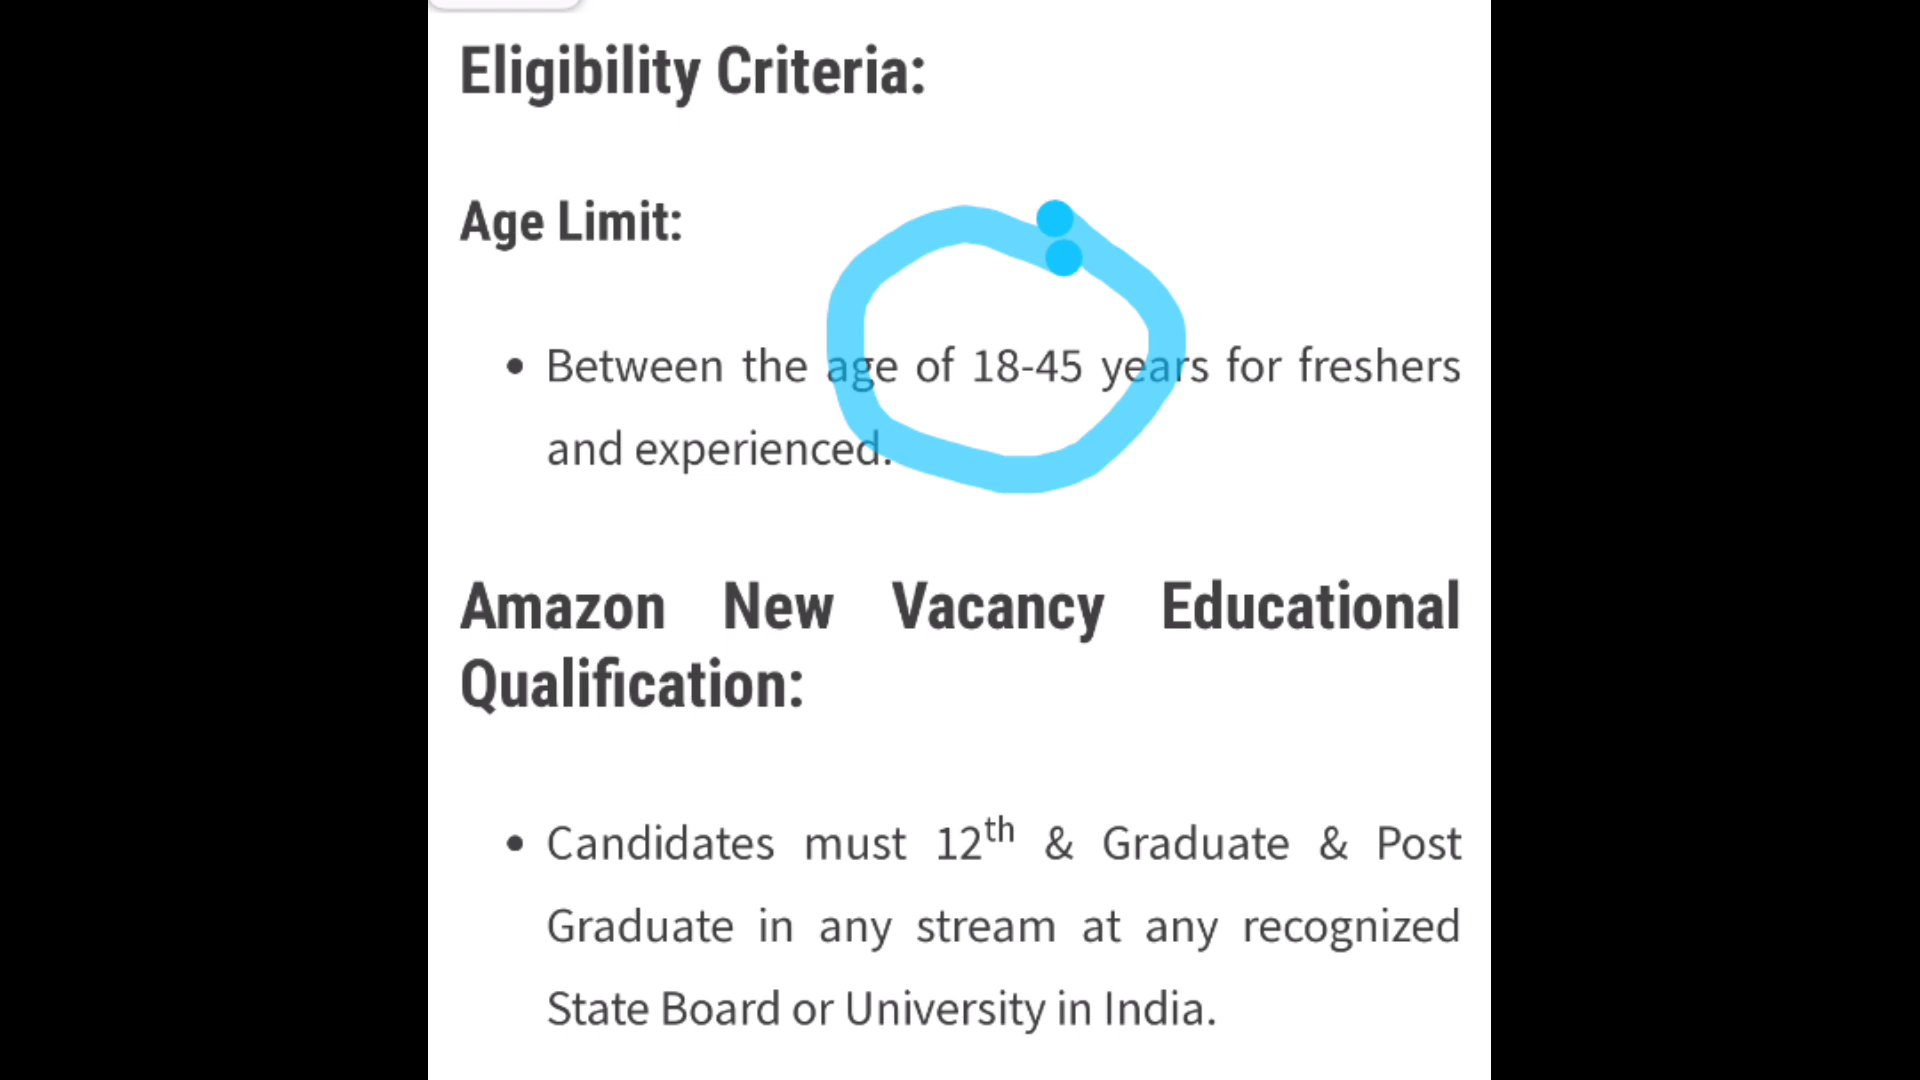 Eligibility Criteria:
Age Limit:
• Between the age of 18-45 years for freshers
and experienced.
Amazon New Vacancy Educational
Qualification:
• Candidates must 12th & Graduate & Post
Graduate in any stream at any recognized
State Board or University in India.